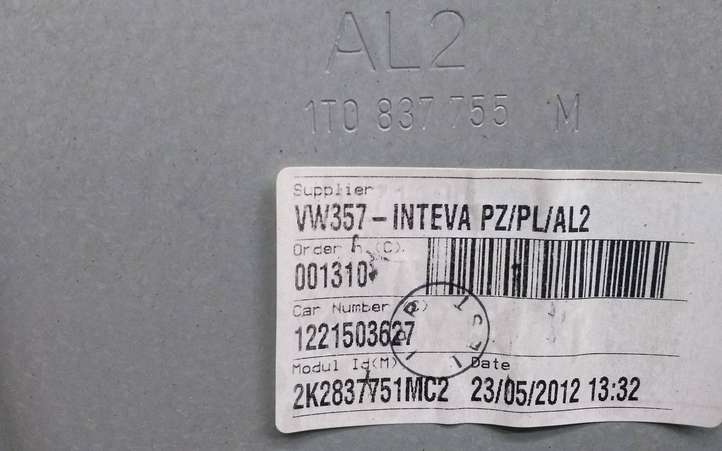 AL2
1T0 837 755 M
Supplier
VW357-INTEVA PZ/PL/AL2
Order (C).
001310
Car Number
1221503627
Modul Id(M) Date
2K2837751MC2 23/05/2012 13:32